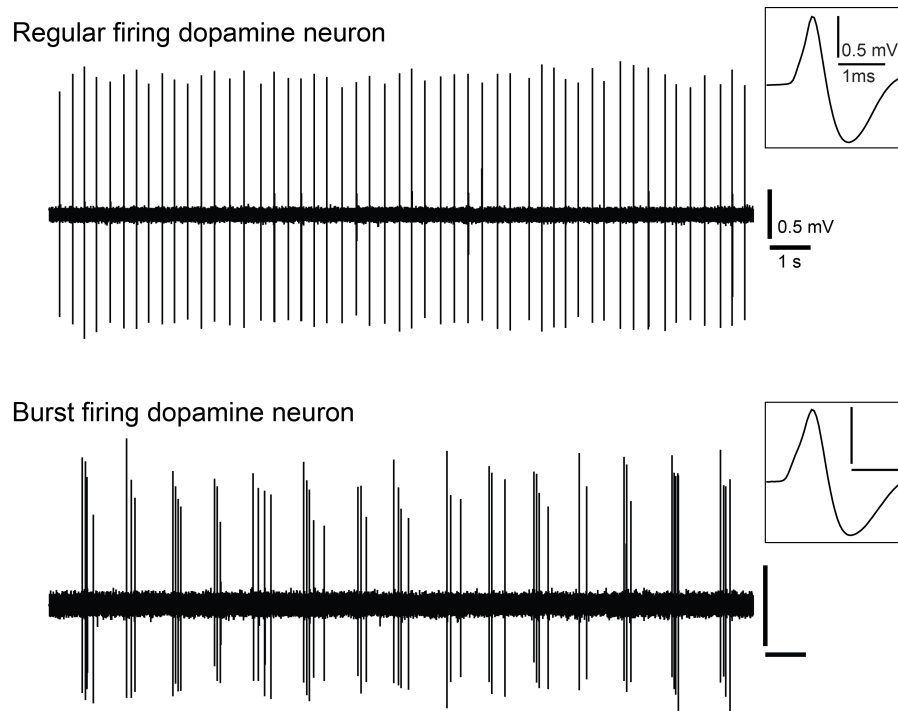 Regular firing dopamine neuron
0.5 mV
1ms
0.5 mV
1 s
Burst firing dopamine neuron